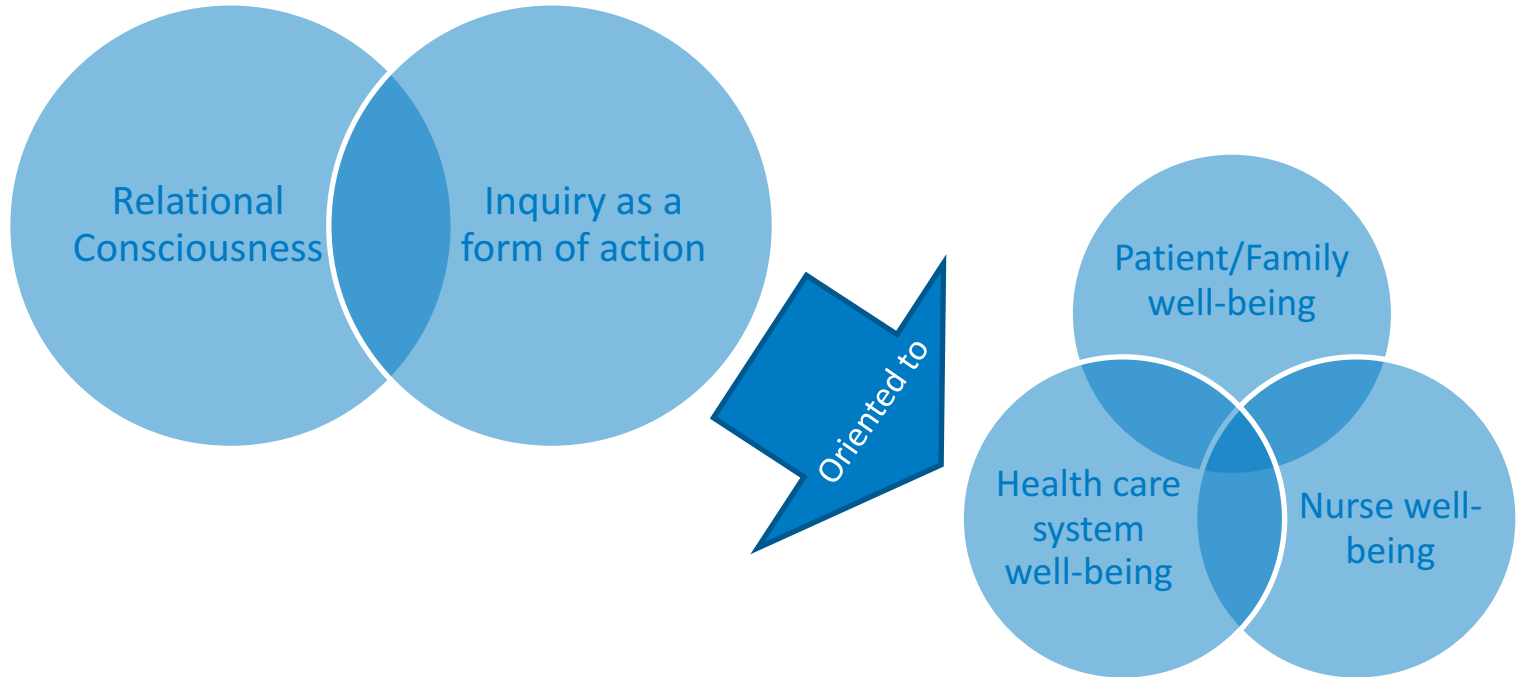 Relational
Consciousness
Inquiry as a
form of action
Oriented to
Patient/Family
well-being
Health care
system
well-being
Nurse well-
being